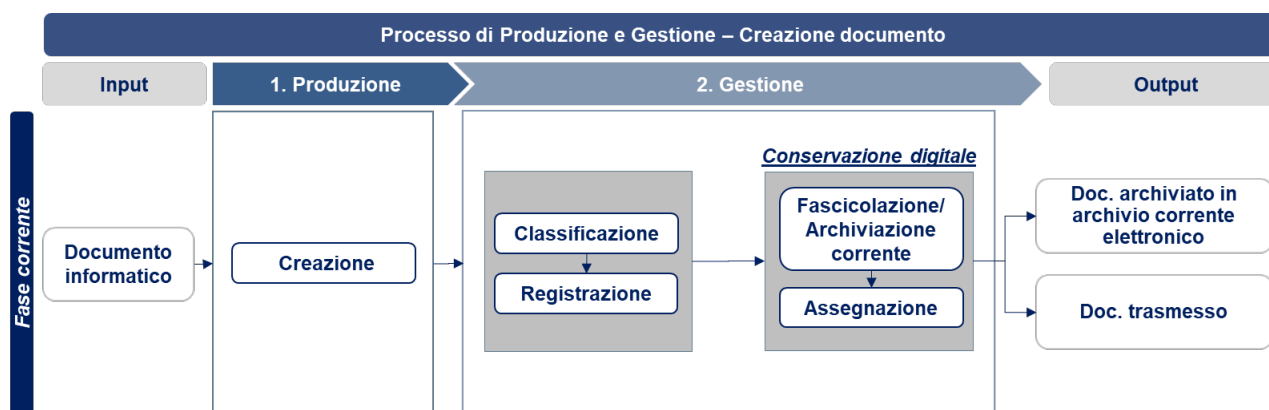 Processo di Produzione e Gestione – Creazione documento
Input
1. Produzione
2. Gestione
Output
Fase corrente
Documento
informatico
Creazione
Classificazione
Registrazione
Conservazione digitale
Fascicolazione/
Archiviazione
corrente
Assegnazione
Doc. archiviato in
archivio corrente
elettronico
Doc. trasmesso